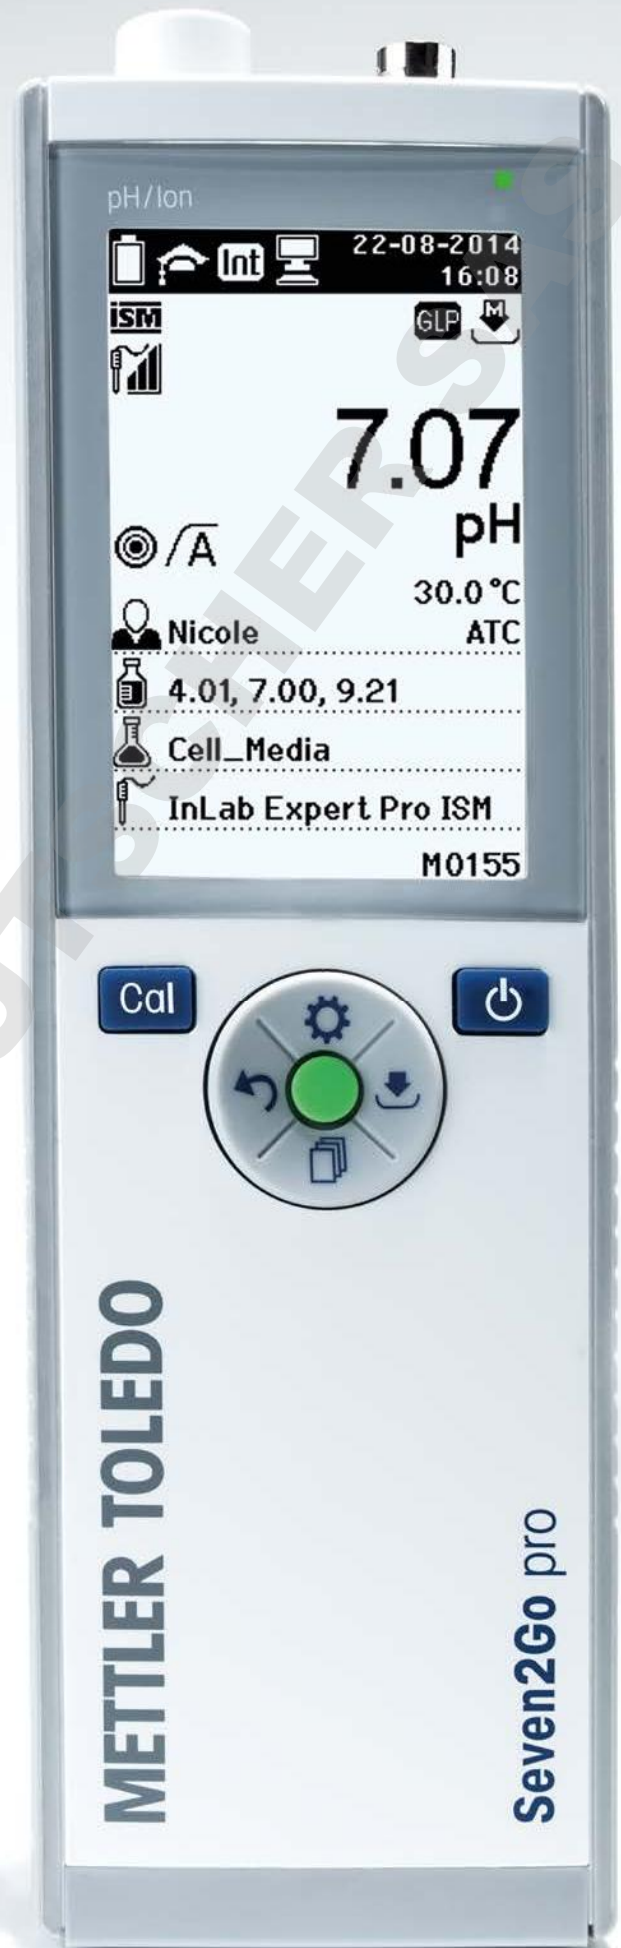 pH/Ion
Int
22-08-2014
16:08
iSM
GLP
M
7.07
pH
A
30.0 °C
Nicole
ATC
4.01, 7.00, 9.21
Cell_Media
InLab Expert Pro ISM
M0155
Cal
METTLER TOLEDO
Seven2Go pro